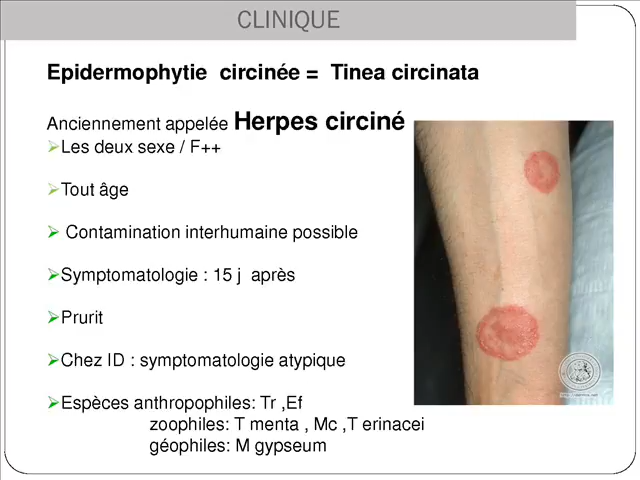 CLINIQUE
Epidermophytie circinée = Tinea circinata
Anciennement appelée Herpes circiné
Les deux sexe / F++
Tout âge
Contamination interhumaine possible
Symptomatologie : 15 j après
Prurit
Chez ID : symptomatologie atypique
Espèces anthropophiles: Tr ,Ef
zoophiles: T menta , Mc ,T erinacei
géophiles: M gypseum